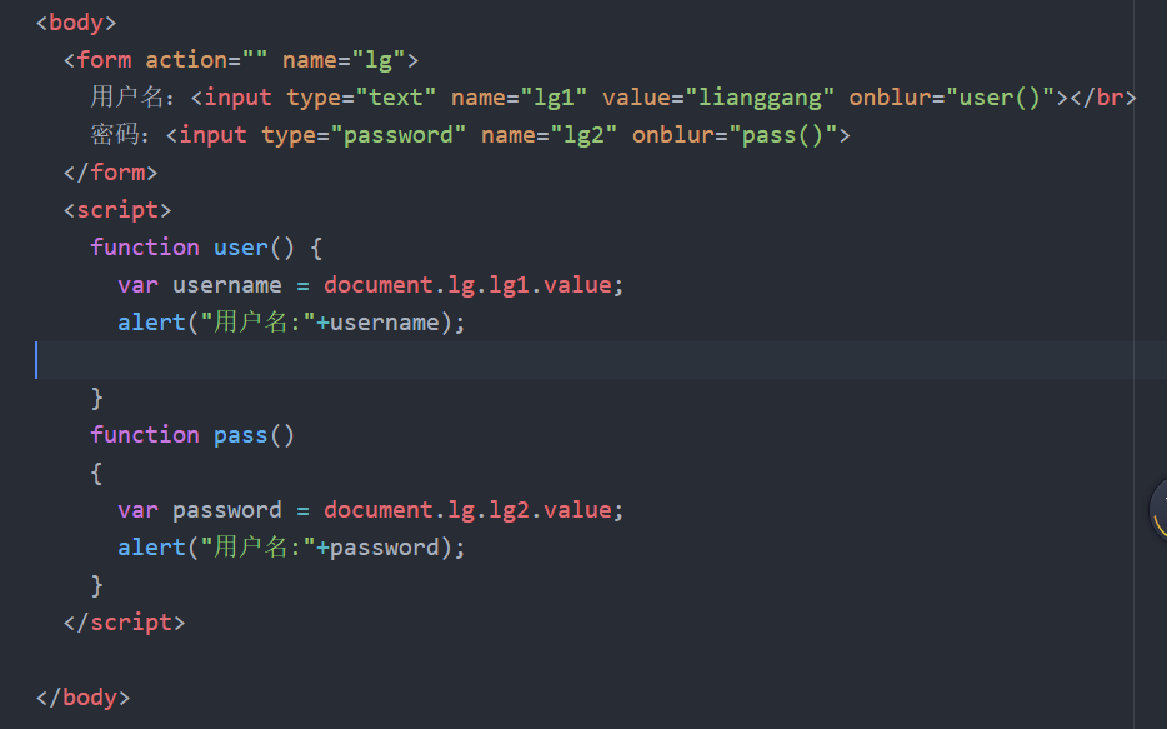 <body>
<form action="" name="lg">
用户名：<input type="text" name="lg1" value="lianggang" onblur="user()"></br>
密码：<input type="password" name="lg2" onblur="pass()">
</form>
<script>
function user() {
var username = document.lg.lg1.value;
alert("用户名:"+username);
}
function pass()
{
var password = document.lg.lg2.value;
alert("用户名:"+password);
}
</script>
</body>